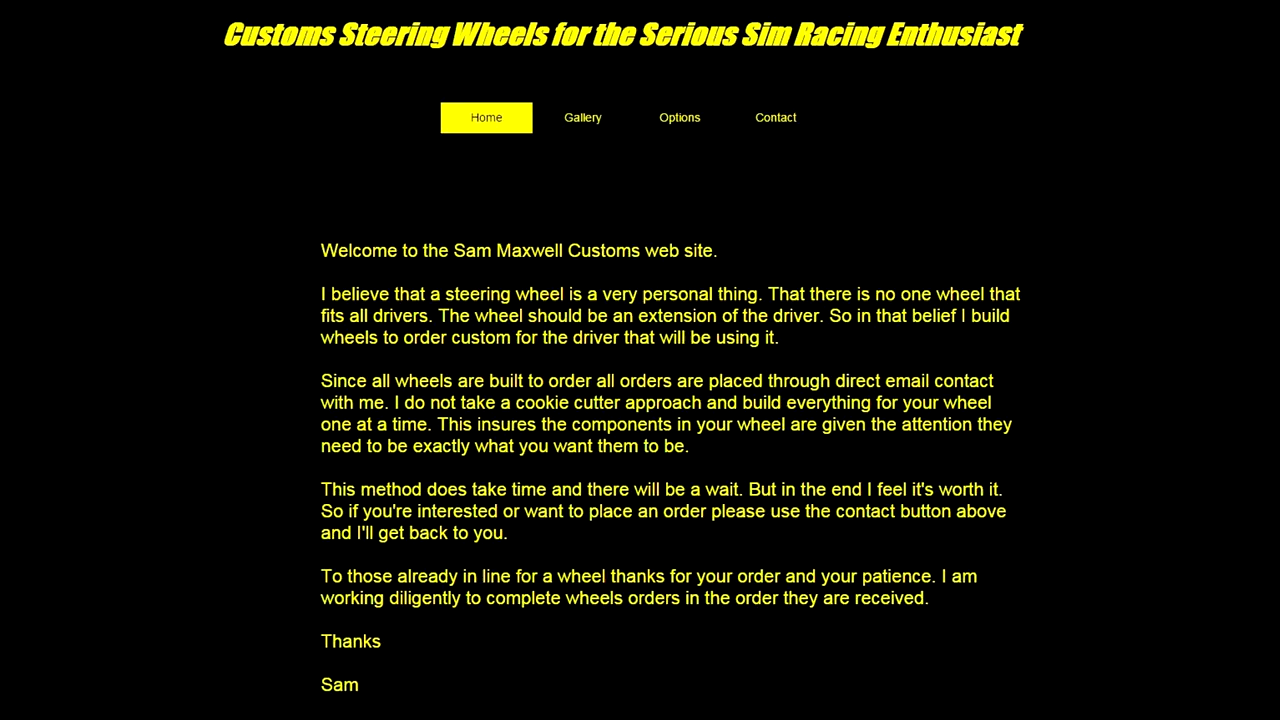 Customs Steering Wheels for the Serious Sim Racing Enthusiast
Home Gallery Options Contact
Welcome to the Sam Maxwell Customs web site.
I believe that a steering wheel is a very personal thing. That there is no one wheel that
fits all drivers. The wheel should be an extension of the driver. So in that belief I build
wheels to order custom for the driver that will be using it.
Since all wheels are built to order all orders are placed through direct email contact
with me. I do not take a cookie cutter approach and build everything for your wheel
one at a time. This insures the components in your wheel are given the attention they
need to be exactly what you want them to be.
This method does take time and there will be a wait. But in the end I feel it's worth it.
So if you're interested or want to place an order please use the contact button above
and I'll get back to you.
To those already in line for a wheel thanks for your order and your patience. I am
working diligently to complete wheels orders in the order they are received.
Thanks
Sam